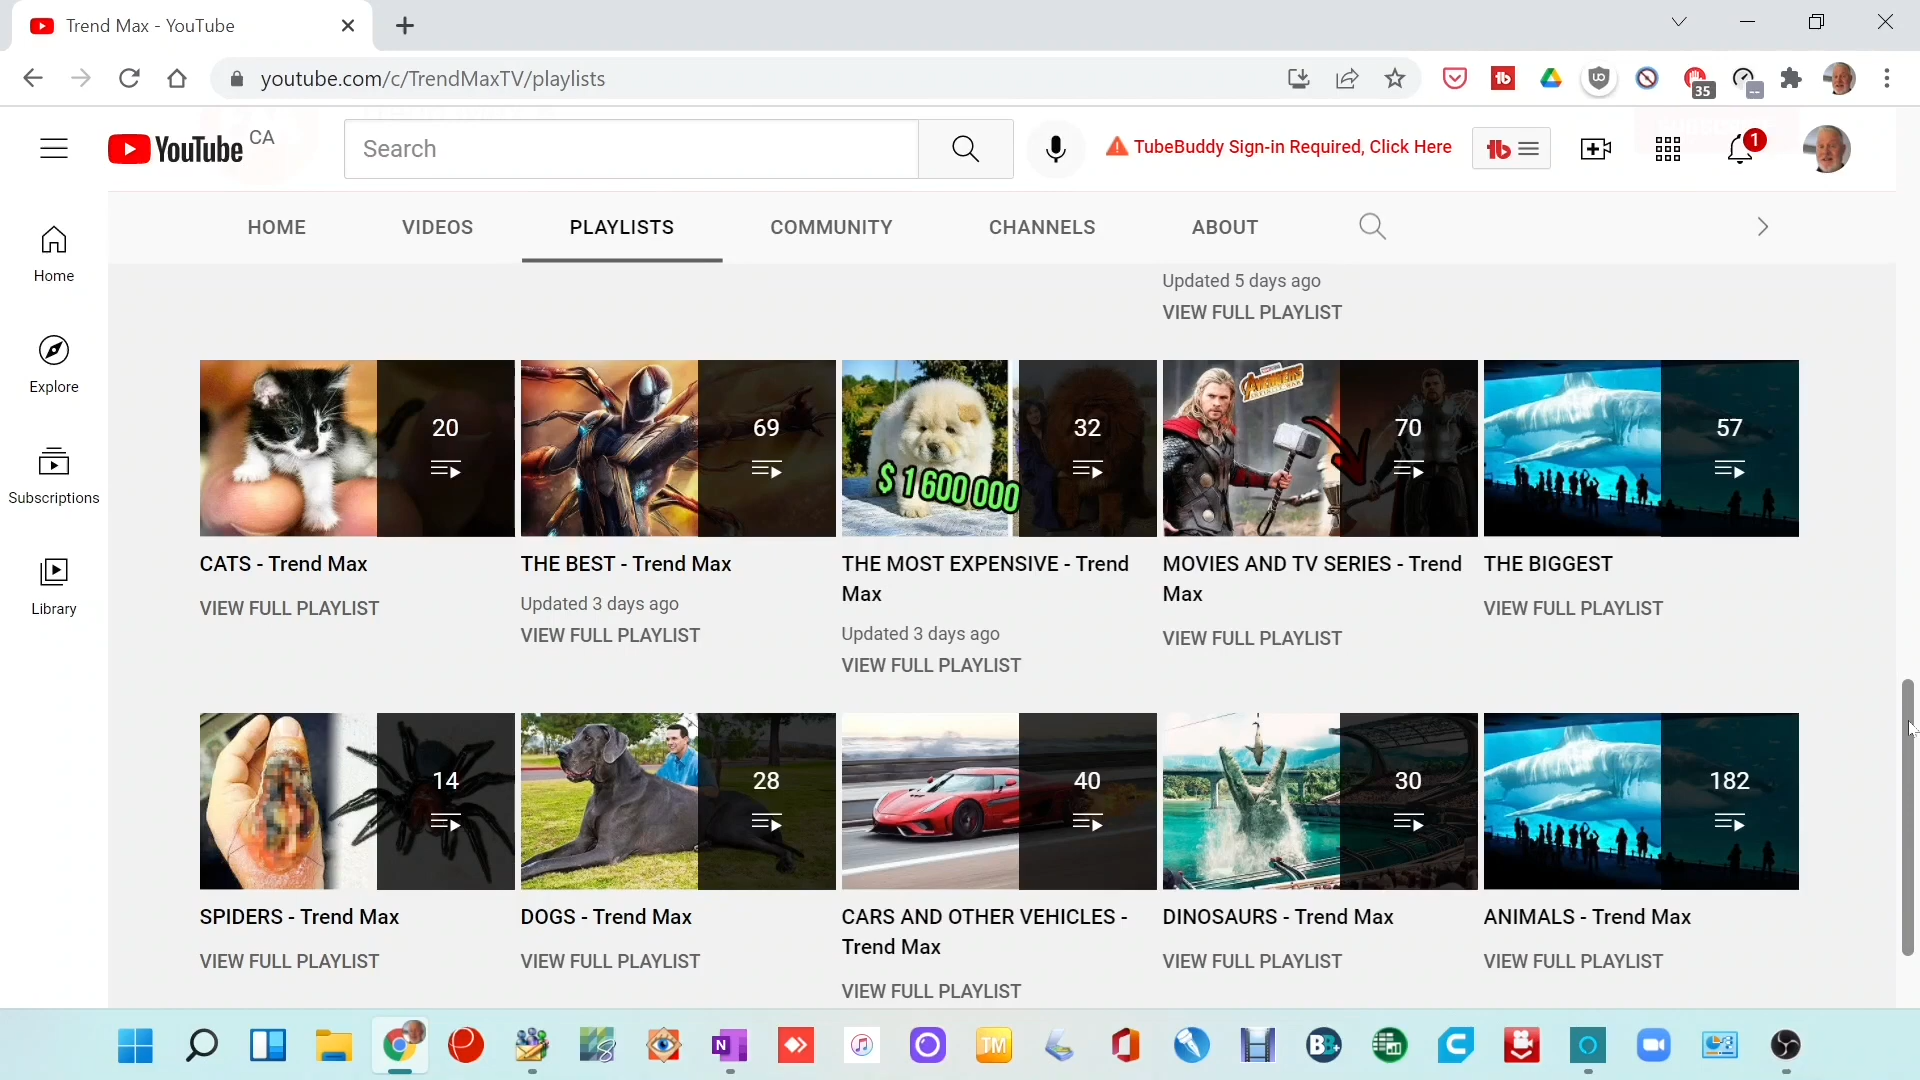 Trend Max - YouTube
youtube.com/c/TrendMaxTV/playlists
35
YouTube CA
Search
TubeBuddy Sign-in Required, Click Here
1
HOME VIDEOS PLAYLISTS COMMUNITY CHANNELS ABOUT
Home
Explore
Subscriptions
Library
Updated 5 days ago
VIEW FULL PLAYLIST
20
CATS - Trend Max
VIEW FULL PLAYLIST
69
THE BEST - Trend Max
Updated 3 days ago
VIEW FULL PLAYLIST
$ 1 600 000
32
THE MOST EXPENSIVE - Trend
Max
Updated 3 days ago
VIEW FULL PLAYLIST
AVENGERS
70
MOVIES AND TV SERIES - Trend
Max
VIEW FULL PLAYLIST
57
THE BIGGEST
VIEW FULL PLAYLIST
14
SPIDERS - Trend Max
VIEW FULL PLAYLIST
28
DOGS - Trend Max
VIEW FULL PLAYLIST
40
CARS AND OTHER VEHICLES -
Trend Max
VIEW FULL PLAYLIST
30
DINOSAURS - Trend Max
VIEW FULL PLAYLIST
182
ANIMALS - Trend Max
VIEW FULL PLAYLIST